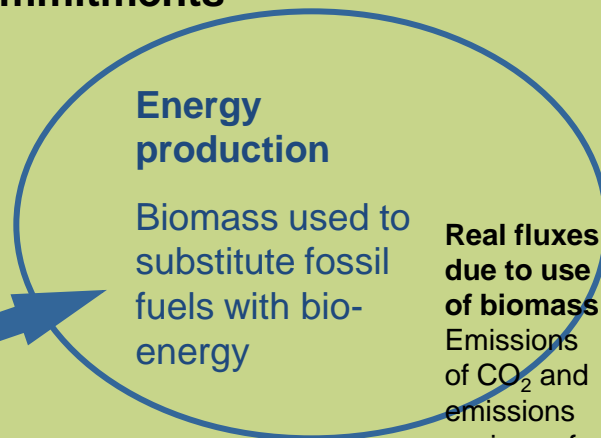 Energy
production
Biomass used to
substitute fossil
fuels with bio-
energy
Real fluxes
due to use
of biomass
Emissions
of CO₂ and
emissions